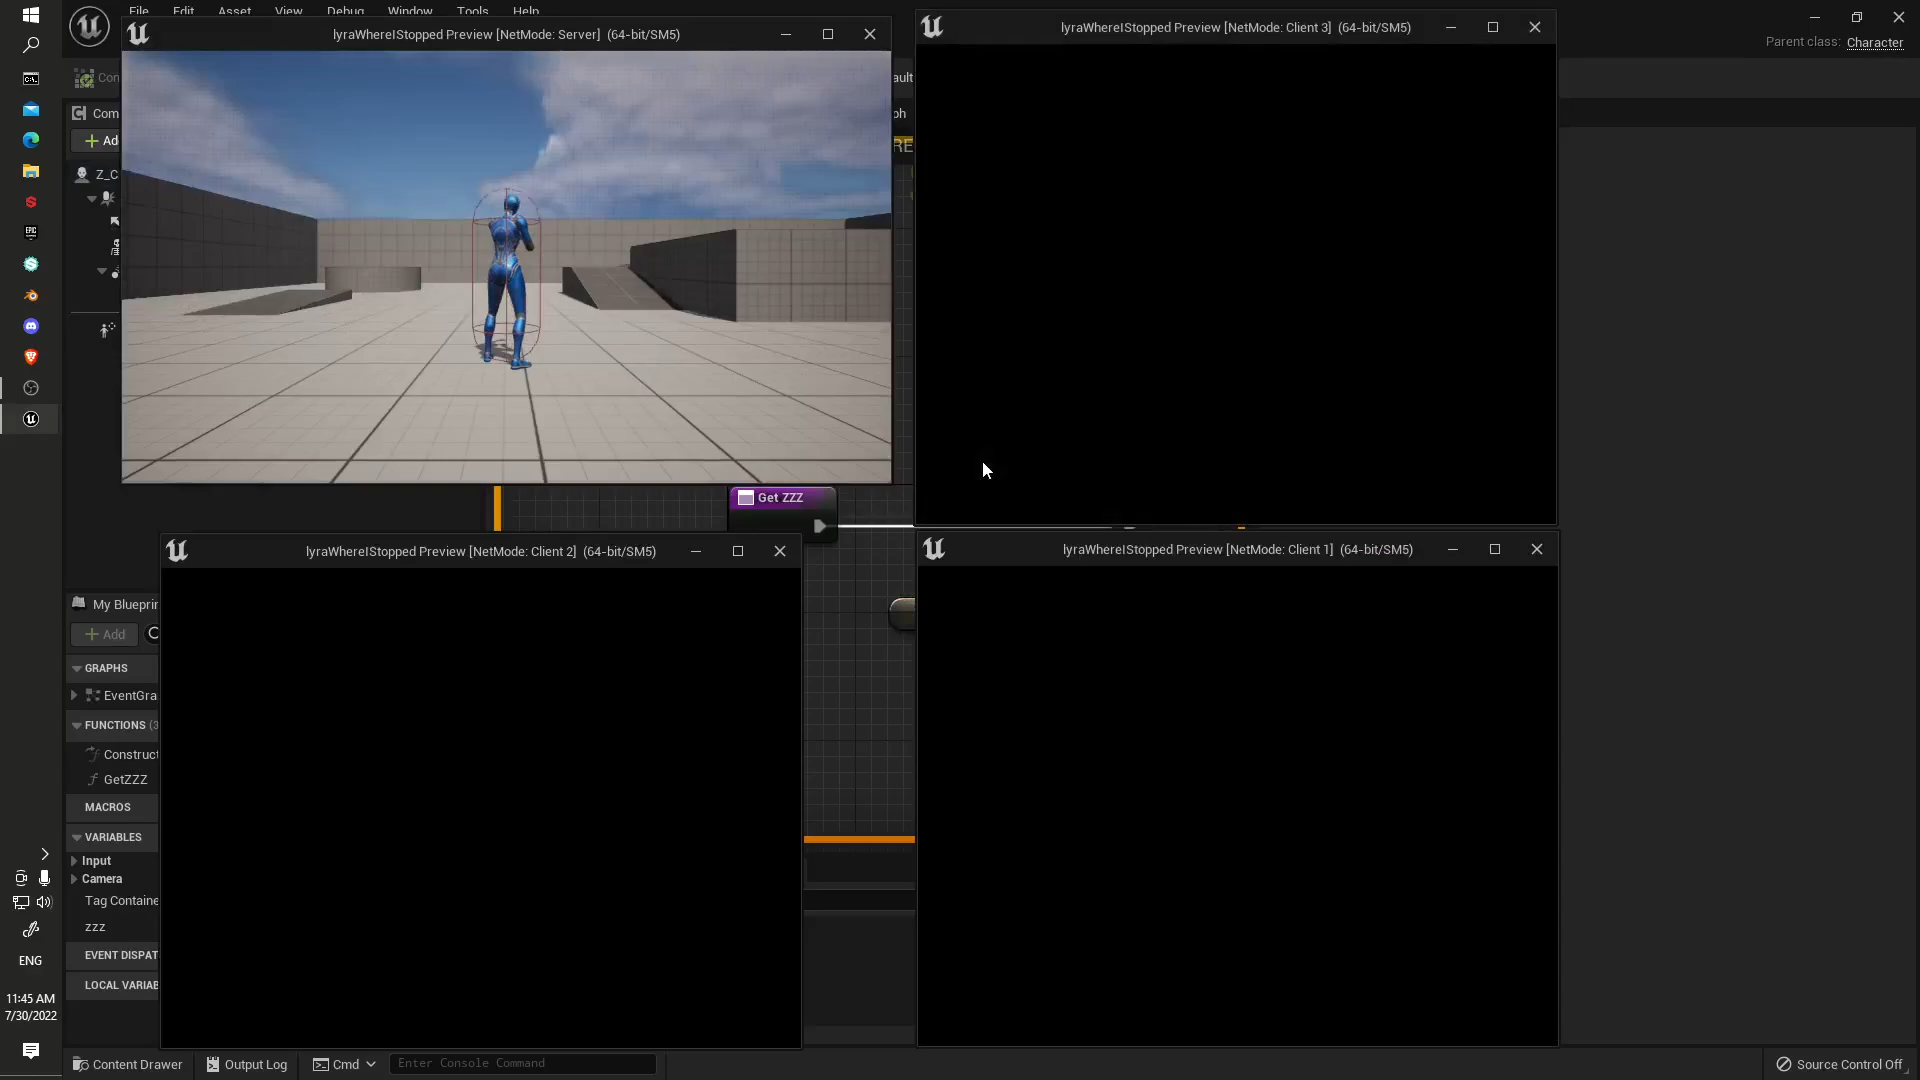 File Edit Asset View Debug Window Tools Help
lyraWhereIStopped Preview [NetMode: Server] (64-bit/SM5)
lyraWhereIStopped Preview [NetMode: Client 3] (64-bit/SM5)
Parent class: Character
Con
ault
Com
ph
Add
RE
Z_C
Get ZZZ
lyraWhereIStopped Preview [NetMode: Client 2] (64-bit/SM5)
lyraWhereIStopped Preview [NetMode: Client 1] (64-bit/SM5)
My Blueprin
Add
GRAPHS
EventGra
FUNCTIONS (3
Construct
GetZZZ
MACROS
VARIABLES
Input
Camera
Tag Containe
zzz
EVENT DISPAT
LOCAL VARIAB
EPIC
ENG
11:45 AM
7/30/2022
Content Drawer
Output Log
Cmd
Enter Console Command
Source Control Off